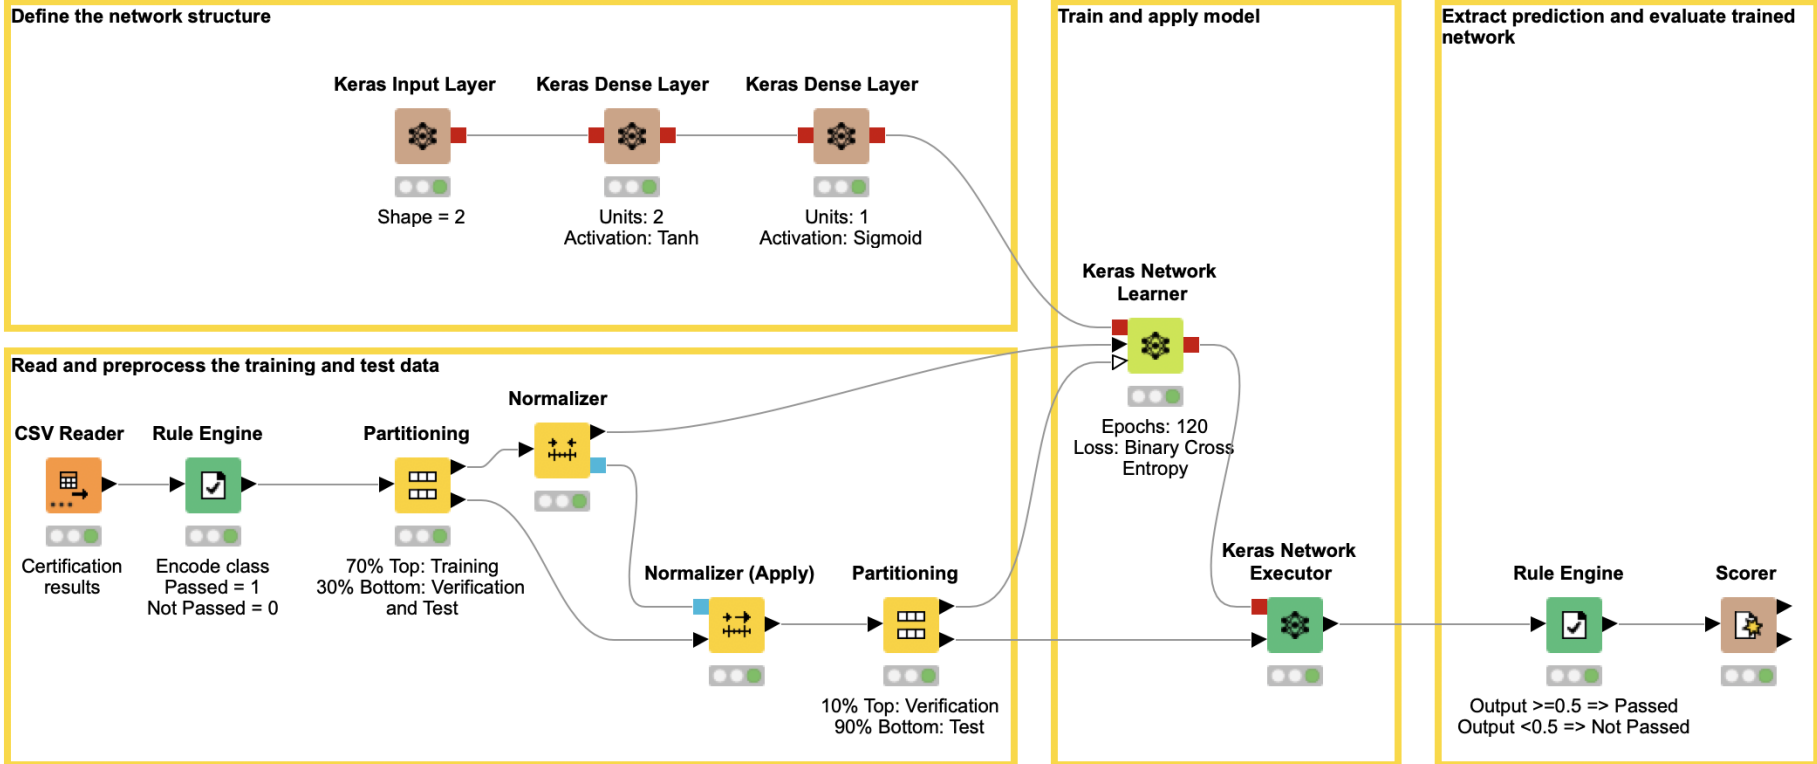 Define the network structure
Keras Input Layer
Keras Dense Layer
Keras Dense Layer
Shape = 2
Units: 2
Activation: Tanh
Units: 1
Activation: Sigmoid
Read and preprocess the training and test data
CSV Reader
Certification
results
Rule Engine
Encode class
Passed = 1
Not Passed = 0
Partitioning
70% Top: Training
30% Bottom: Verification
and Test
Normalizer
Normalizer (Apply)
Partitioning
10% Top: Verification
90% Bottom: Test
Train and apply model
Keras Network
Learner
Epochs: 120
Loss: Binary Cross
Entropy
Keras Network
Executor
Extract prediction and evaluate trained
network
Rule Engine
Output >=0.5 => Passed
Output <0.5 => Not Passed
Scorer